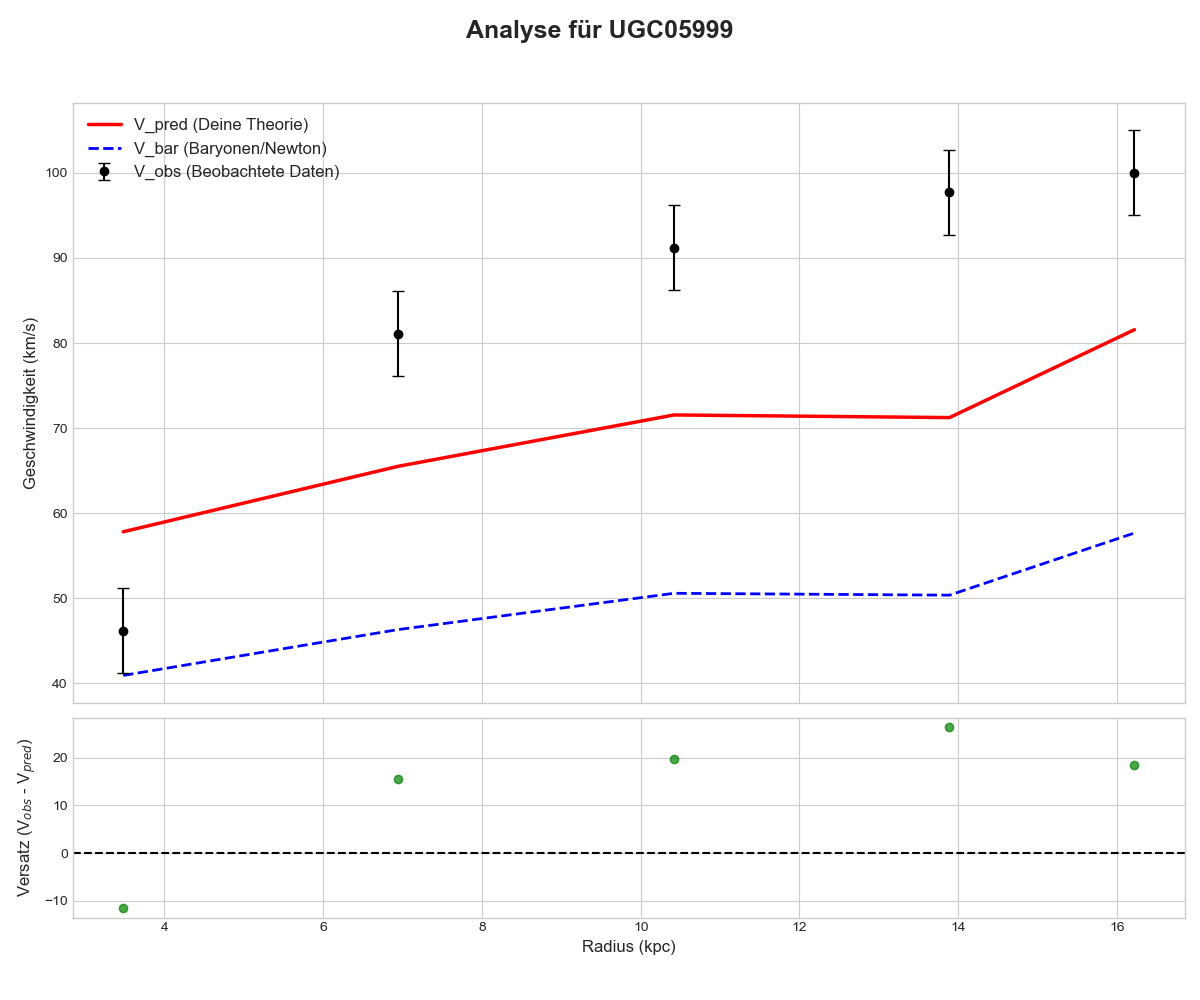 Analyse für UGC05999
V_pred (Deine Theorie)
V_bar (Baryonen/Newton)
V_obs (Beobachtete Daten)
Geschwindigkeit (km/s)
100
90
80
70
60
50
40
Versatz (V_obs - V_pred)
20
10
0
−10
4 6 8 10 12 14 16
Radius (kpc)